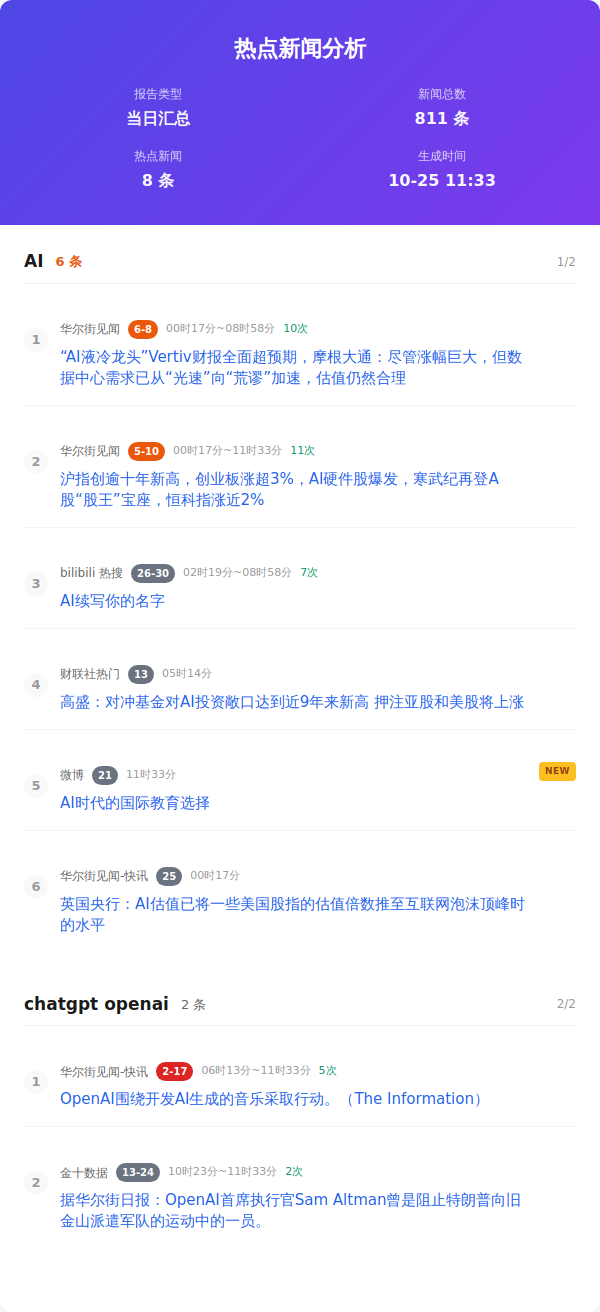 热点新闻分析
报告类型
新闻总数
当日汇总
811 条
热点新闻
生成时间
8 条
10-25 11:33
AI 6 条 1/2
1
华尔街见闻 6-8 00时17分~08时58分 10次
“AI液冷龙头”Vertiv财报全面超预期，摩根大通：尽管涨幅巨大，但数
据中心需求已从“光速”向“荒谬”加速，估值仍然合理
2
华尔街见闻 5-10 00时17分~11时33分 11次
沪指创逾十年新高，创业板涨超3%，AI硬件股爆发，寒武纪再登A
股“股王”宝座，恒科指涨近2%
3
bilibili 热搜 26-30 02时19分~08时58分 7次
AI续写你的名字
4
财联社热门 13 05时14分
高盛：对冲基金对AI投资敞口达到近9年来新高 押注亚股和美股将上涨
5
微博 21 11时33分 NEW
AI时代的国际教育选择
6
华尔街见闻-快讯 25 00时17分
英国央行：AI估值已将一些美国股指的估值倍数推至互联网泡沫顶峰时
的水平
chatgpt openai 2 条 2/2
1
华尔街见闻-快讯 2-17 06时13分~11时33分 5次
OpenAI围绕开发AI生成的音乐采取行动。（The Information）
2
金十数据 13-24 10时23分~11时33分 2次
据华尔街日报：OpenAI首席执行官Sam Altman曾是阻止特朗普向旧
金山派遣军队的运动中的一员。